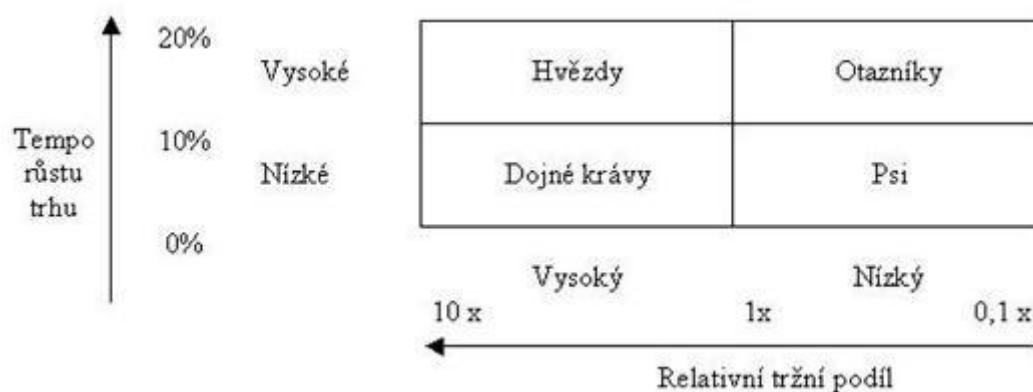 20%
Vysoké
Hvězdy
Otazníky
Tempo
růstu
trhu
10%
Nízké
Dojné krávy
Psi
0%
Vysoký
Nízký
10 x
1x
0,1 x
Relativní tržní podíl